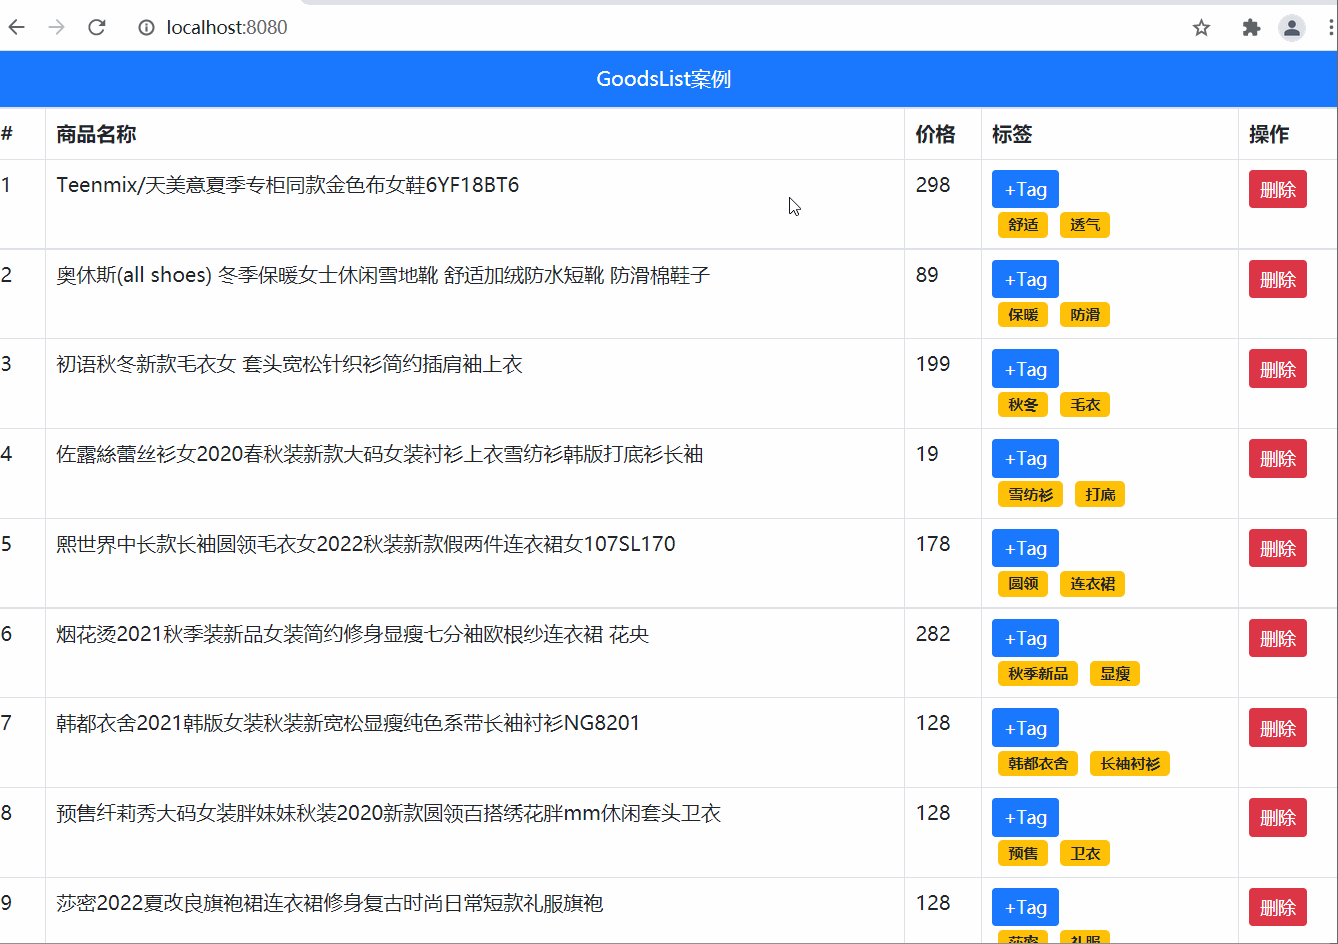 localhost:8080
GoodsList案例
# 商品名称 价格 标签 操作
1 Teenmix/天美意夏季专柜同款金色布女鞋6YF18BT6 298 +Tag 删除
舒适 透气
2 奥休斯(all shoes) 冬季保暖女士休闲雪地靴 舒适加绒防水短靴 防滑棉鞋子 89 +Tag 删除
保暖 防滑
3 初语秋冬新款毛衣女 套头宽松针织衫简约插肩袖上衣 199 +Tag 删除
秋冬 毛衣
4 佐露絲蕾丝衫女2020春秋装新款大码女装衬衫上衣雪纺衫韩版打底衫长袖 19 +Tag 删除
雪纺衫 打底
5 熙世界中长款长袖圆领毛衣女2022秋装新款假两件连衣裙女107SL170 178 +Tag 删除
圆领 连衣裙
6 烟花烫2021秋季装新品女装简约修身显瘦七分袖欧根纱连衣裙 花央 282 +Tag 删除
秋季新品 显瘦
7 韩都衣舍2021韩版女装秋装新宽松显瘦纯色系带长袖衬衫NG8201 128 +Tag 删除
韩都衣舍 长袖衬衫
8 预售纤莉秀大码女装胖妹妹秋装2020新款圆领百搭绣花胖mm休闲套头卫衣 128 +Tag 删除
预售 卫衣
9 莎密2022夏改良旗袍裙连衣裙修身复古时尚日常短款礼服旗袍 128 +Tag 删除
莎密 礼服